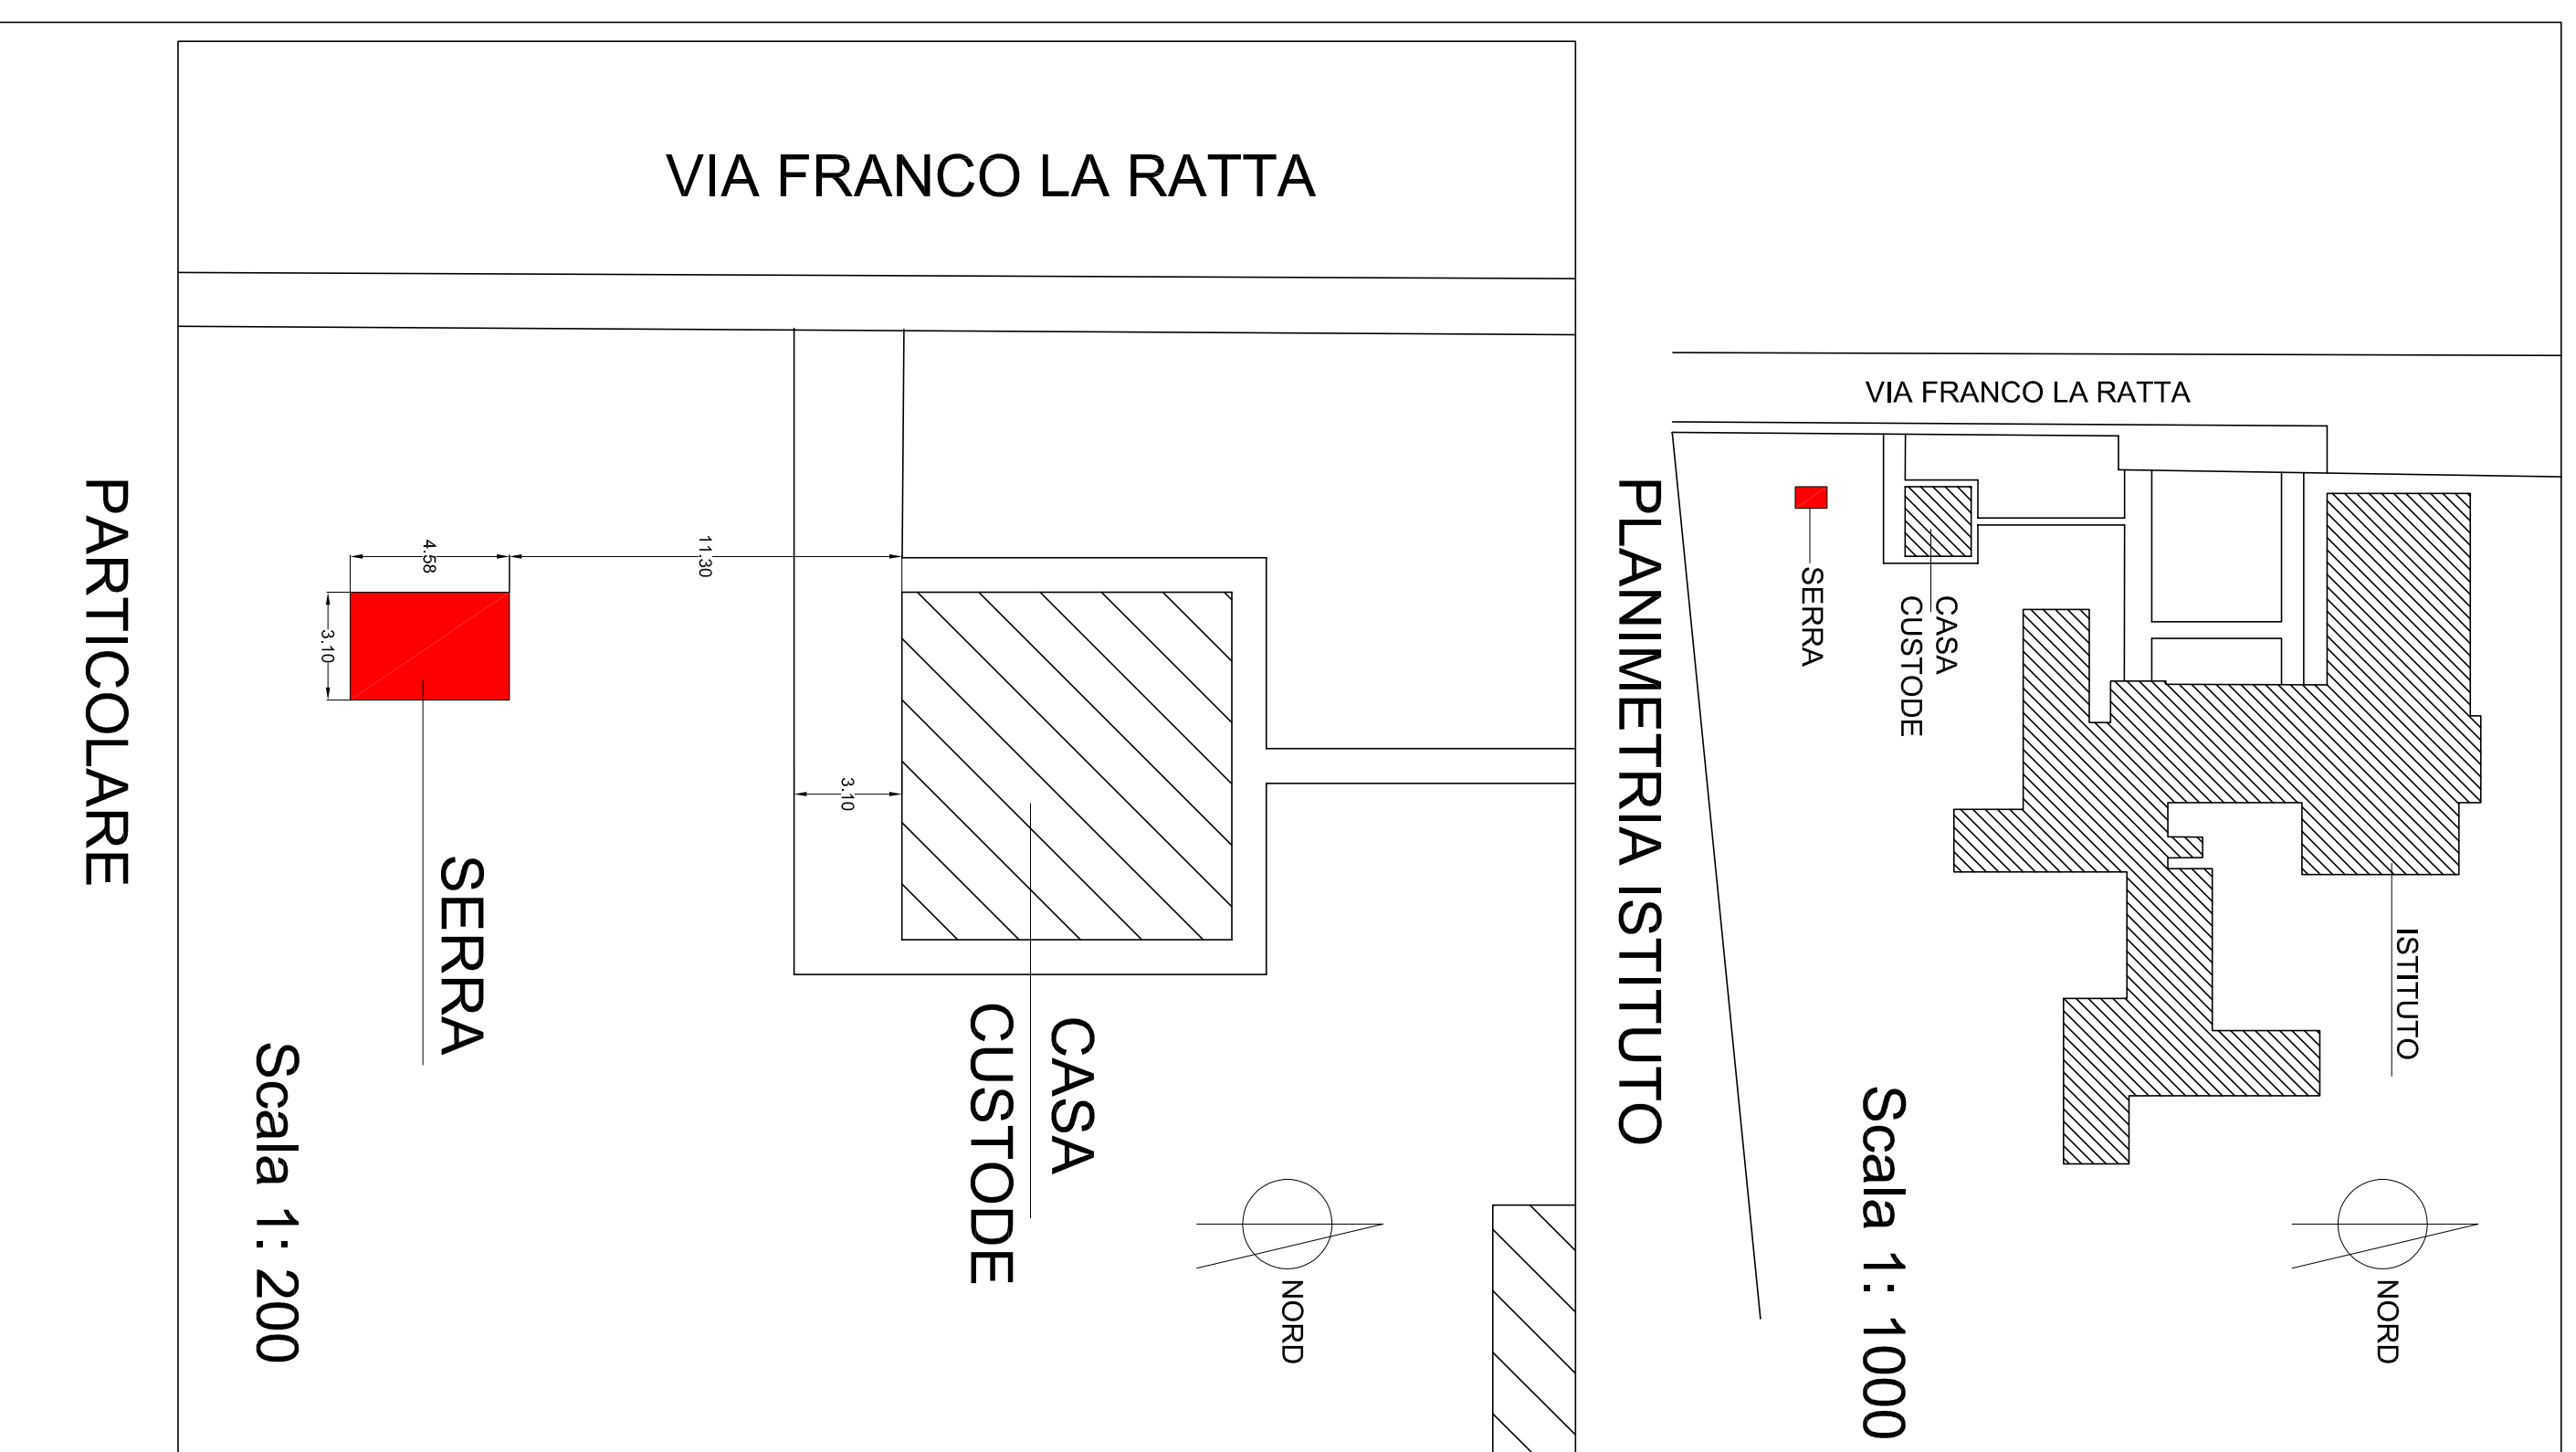 VIA FRANCO LA RATTA
4.58
11.30
3.10
3.10
SERRA
CASA
CUSTODE
NORD
Scala 1: 200
PARTICOLARE
VIA FRANCO LA RATTA
SERRA
CASA
CUSTODE
ISTITUTO
NORD
Scala 1: 1000
PLANIMETRIA ISTITUTO